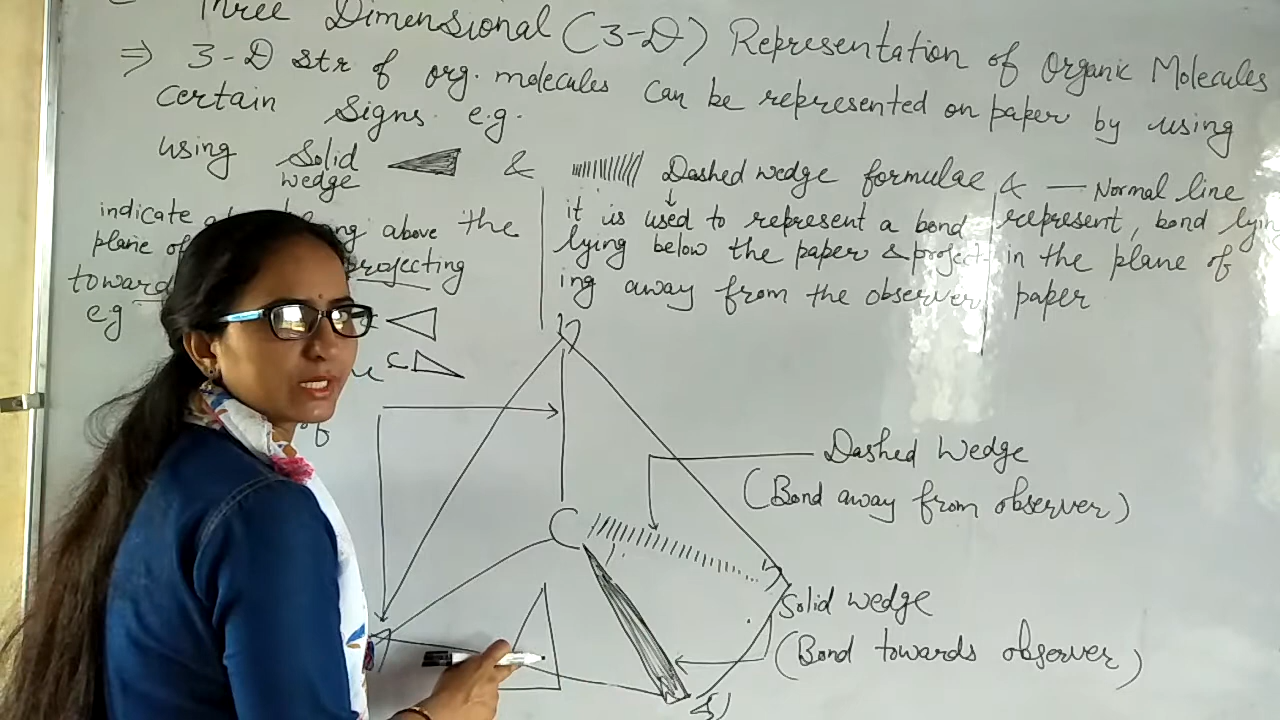 Three Dimensional (3-D) Representation of Organic Molecules
⇒ 3-D str of org. molecules can be represented on paper by using
certain Signs. e.g.
using Solid wedge & Dashed wedge formulae & — Normal line
indicate above the
plane of projecting
toward
e.g
it is used to represent a bond
lying below the paper & project-
ing away from the observer
represent, bond lying
in the plane of
paper
C
Dashed Wedge
(Bond away from observer)
Solid wedge
(Bond towards observer)
of